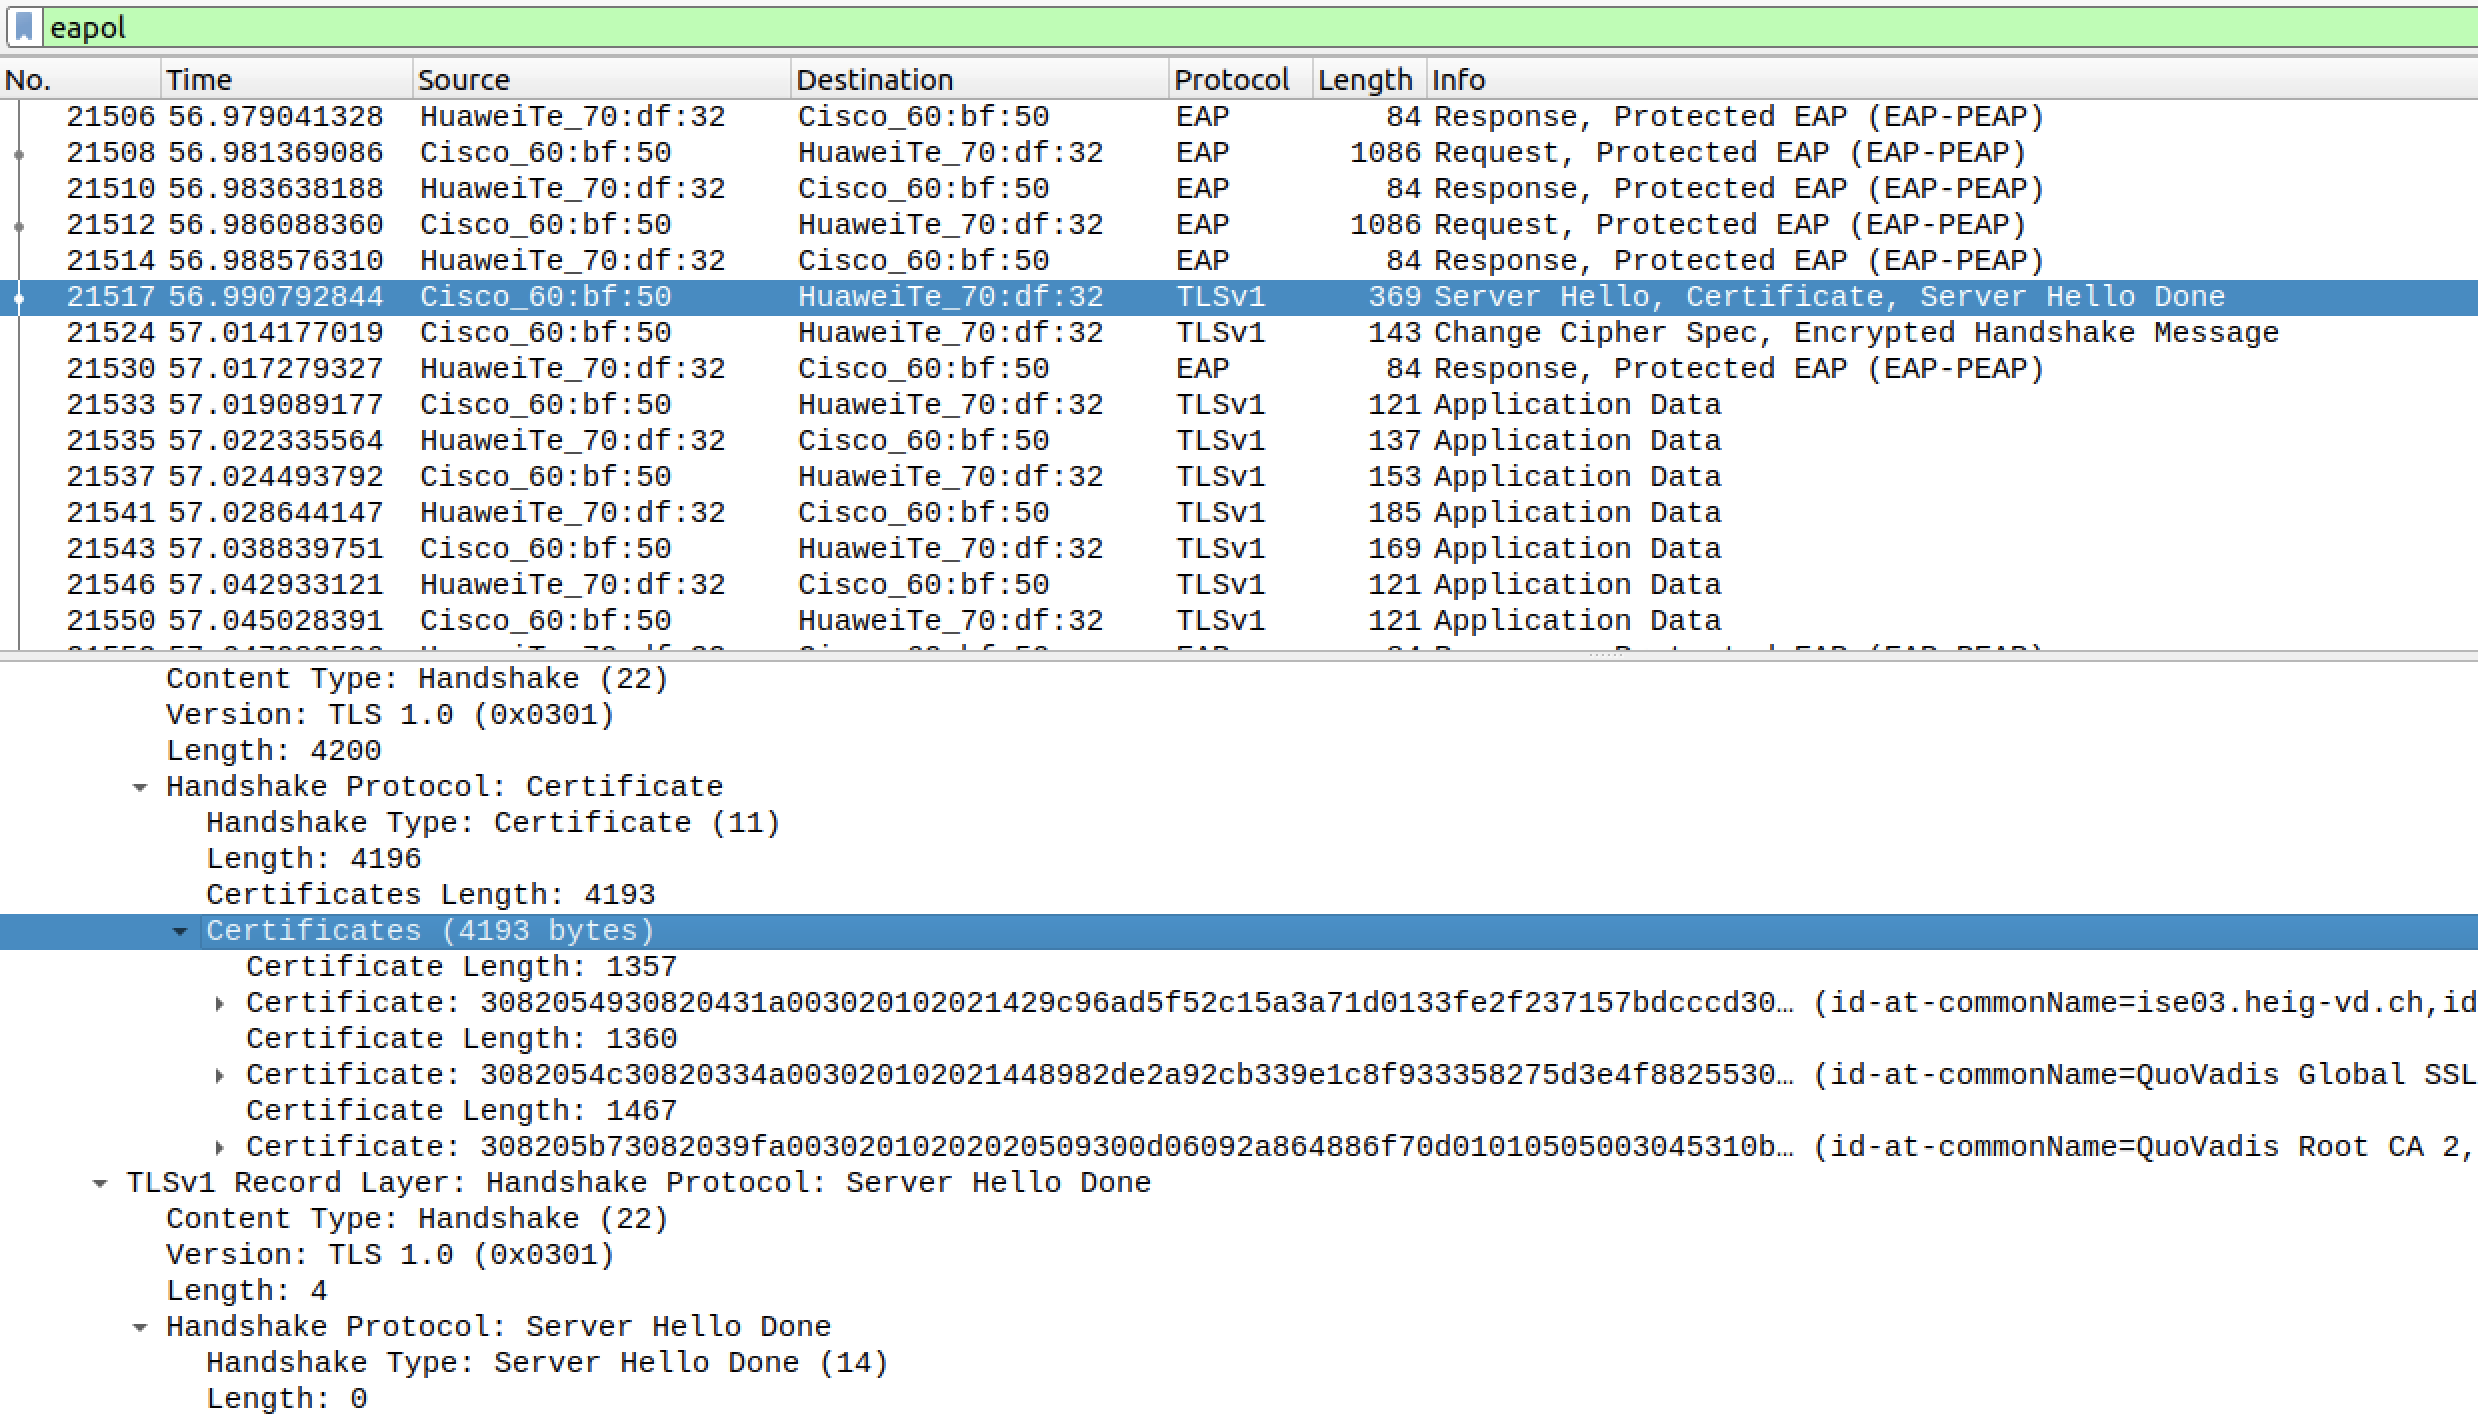 eapol
No. Time Source Destination Protocol Length Info
21506 56.979041328 HuaweiTe_70:df:32 Cisco_60:bf:50 EAP 84 Response, Protected EAP (EAP-PEAP)
21508 56.981369086 Cisco_60:bf:50 HuaweiTe_70:df:32 EAP 1086 Request, Protected EAP (EAP-PEAP)
21510 56.983638188 HuaweiTe_70:df:32 Cisco_60:bf:50 EAP 84 Response, Protected EAP (EAP-PEAP)
21512 56.986088360 Cisco_60:bf:50 HuaweiTe_70:df:32 EAP 1086 Request, Protected EAP (EAP-PEAP)
21514 56.988576310 HuaweiTe_70:df:32 Cisco_60:bf:50 EAP 84 Response, Protected EAP (EAP-PEAP)
21517 56.990792844 Cisco_60:bf:50 HuaweiTe_70:df:32 TLSv1 369 Server Hello, Certificate, Server Hello Done
21524 57.014177019 Cisco_60:bf:50 HuaweiTe_70:df:32 TLSv1 143 Change Cipher Spec, Encrypted Handshake Message
21530 57.017279327 HuaweiTe_70:df:32 Cisco_60:bf:50 EAP 84 Response, Protected EAP (EAP-PEAP)
21533 57.019089177 Cisco_60:bf:50 HuaweiTe_70:df:32 TLSv1 121 Application Data
21535 57.022335564 HuaweiTe_70:df:32 Cisco_60:bf:50 TLSv1 137 Application Data
21537 57.024493792 Cisco_60:bf:50 HuaweiTe_70:df:32 TLSv1 153 Application Data
21541 57.028644147 HuaweiTe_70:df:32 Cisco_60:bf:50 TLSv1 185 Application Data
21543 57.038839751 Cisco_60:bf:50 HuaweiTe_70:df:32 TLSv1 169 Application Data
21546 57.042933121 HuaweiTe_70:df:32 Cisco_60:bf:50 TLSv1 121 Application Data
21550 57.045028391 Cisco_60:bf:50 HuaweiTe_70:df:32 TLSv1 121 Application Data
Content Type: Handshake (22)
Version: TLS 1.0 (0x0301)
Length: 4200
Handshake Protocol: Certificate
Handshake Type: Certificate (11)
Length: 4196
Certificates Length: 4193
Certificates (4193 bytes)
Certificate Length: 1357
Certificate: 3082054930820431a003020102021429c96ad5f52c15a3a71d0133fe2f237157bdcccd30… (id-at-commonName=ise03.heig-vd.ch,id
Certificate Length: 1360
Certificate: 3082054c30820334a003020102021448982de2a92cb339e1c8f933358275d3e4f8825530… (id-at-commonName=QuoVadis Global SSL
Certificate Length: 1467
Certificate: 308205b73082039fa00302010202020509300d06092a864886f70d01010505003045310b… (id-at-commonName=QuoVadis Root CA 2,
TLSv1 Record Layer: Handshake Protocol: Server Hello Done
Content Type: Handshake (22)
Version: TLS 1.0 (0x0301)
Length: 4
Handshake Protocol: Server Hello Done
Handshake Type: Server Hello Done (14)
Length: 0